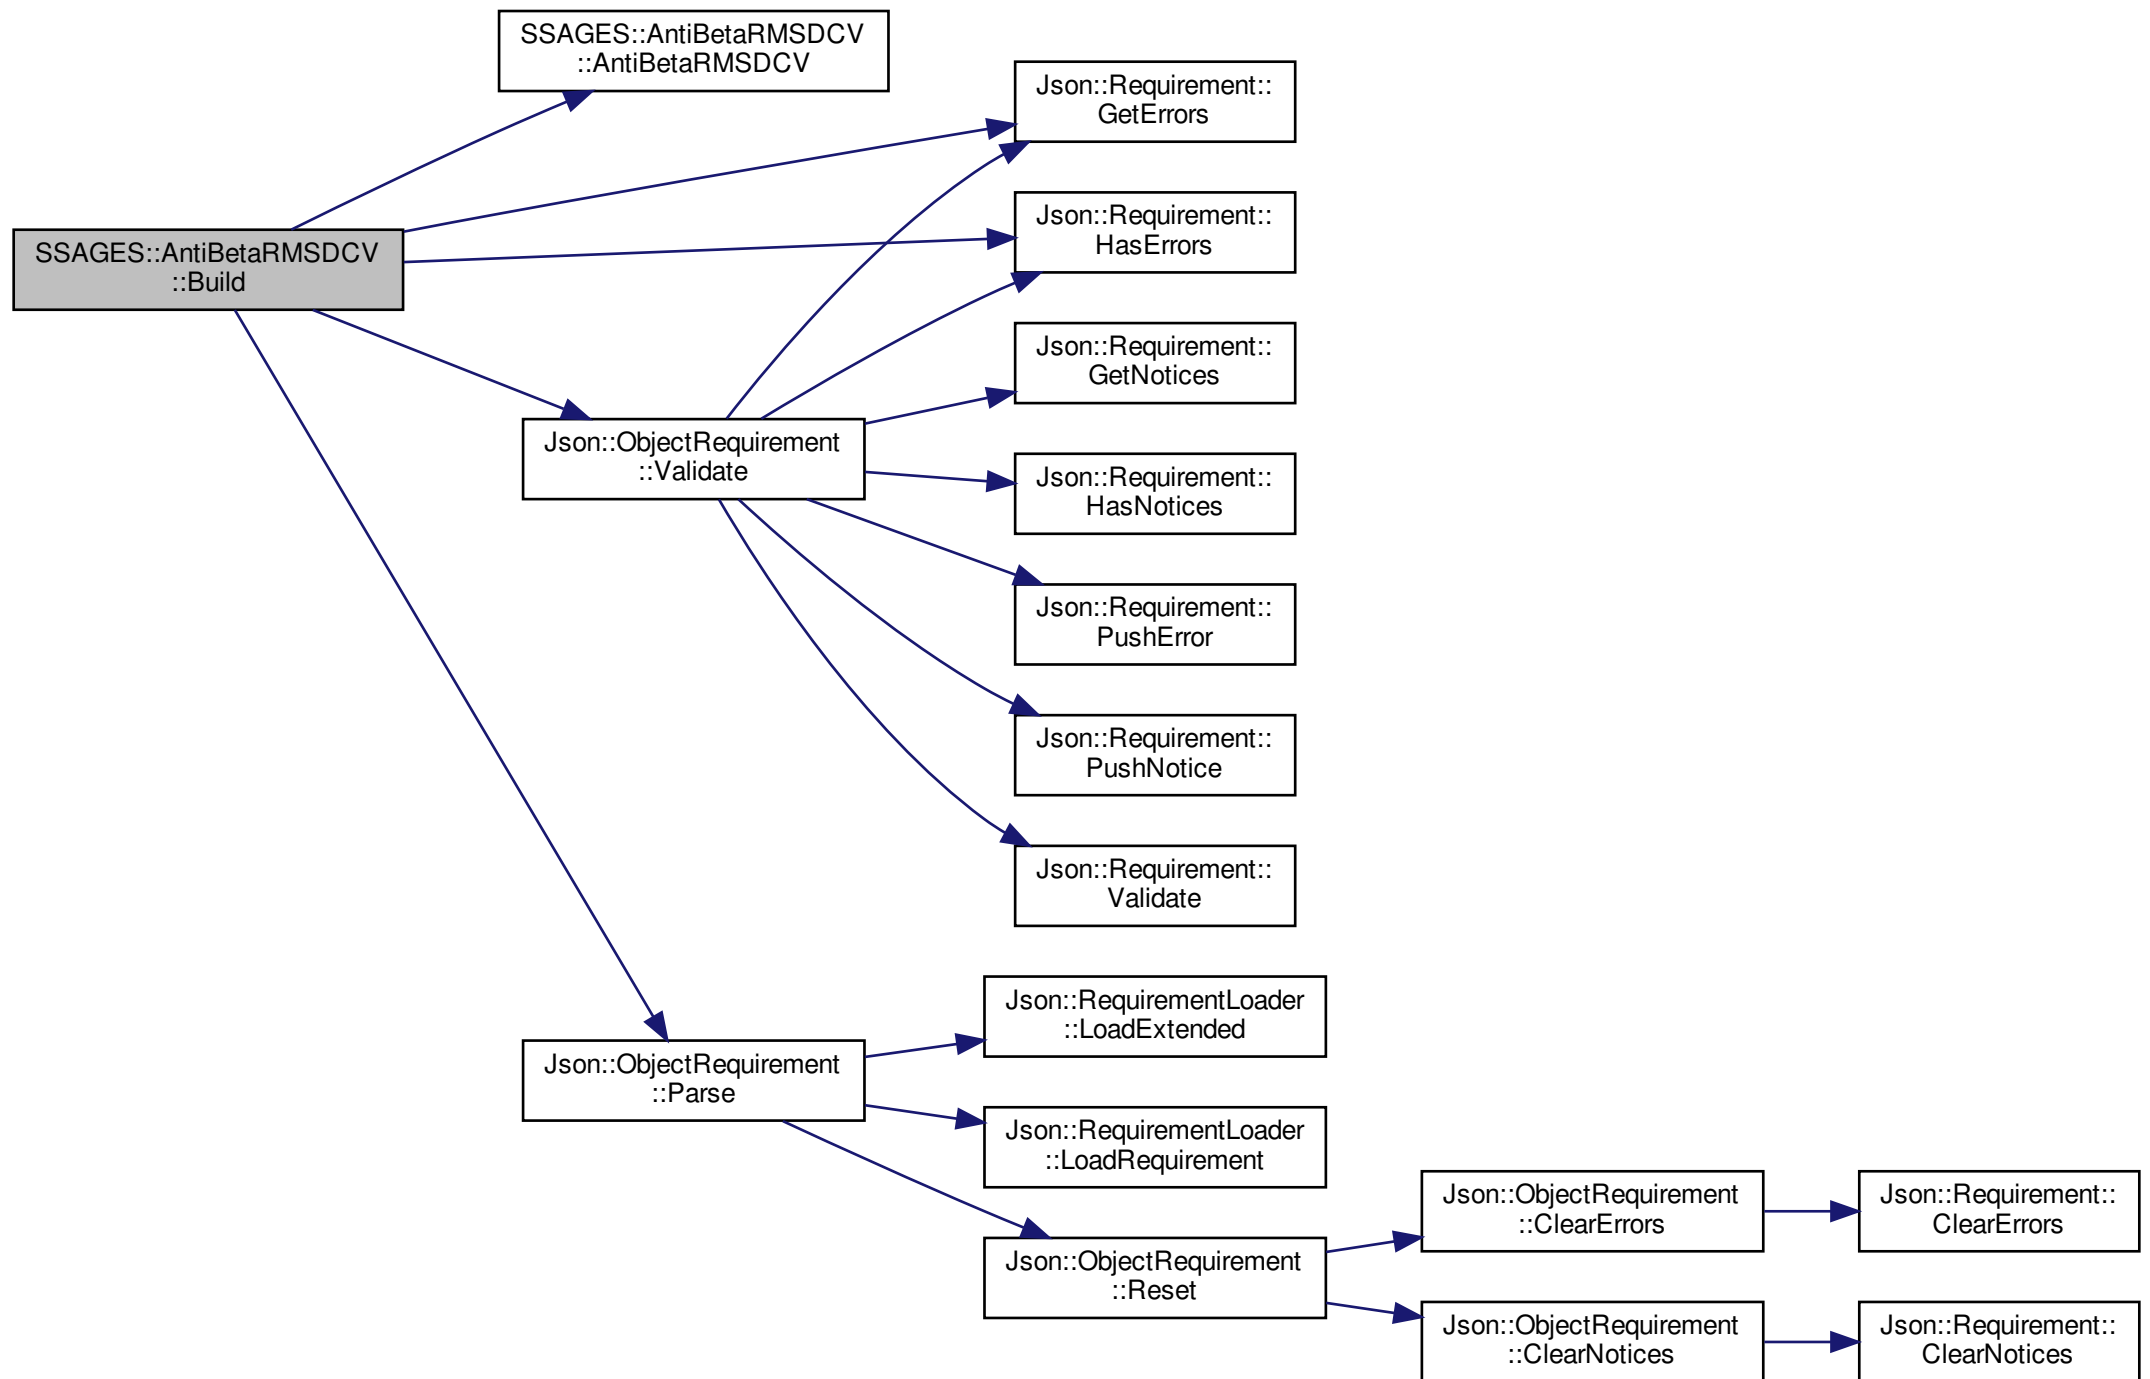 SSAGES::AntiBetaRMSDCV
::AntiBetaRMSDCV
Json::Requirement::
GetErrors
Json::Requirement::
HasErrors
SSAGES::AntiBetaRMSDCV
::Build
Json::Requirement::
GetNotices
Json::ObjectRequirement
::Validate
Json::Requirement::
HasNotices
Json::Requirement::
PushError
Json::Requirement::
PushNotice
Json::Requirement::
Validate
Json::RequirementLoader
::LoadExtended
Json::ObjectRequirement
::Parse
Json::RequirementLoader
::LoadRequirement
Json::ObjectRequirement
::ClearErrors
Json::Requirement::
ClearErrors
Json::ObjectRequirement
::Reset
Json::ObjectRequirement
::ClearNotices
Json::Requirement::
ClearNotices